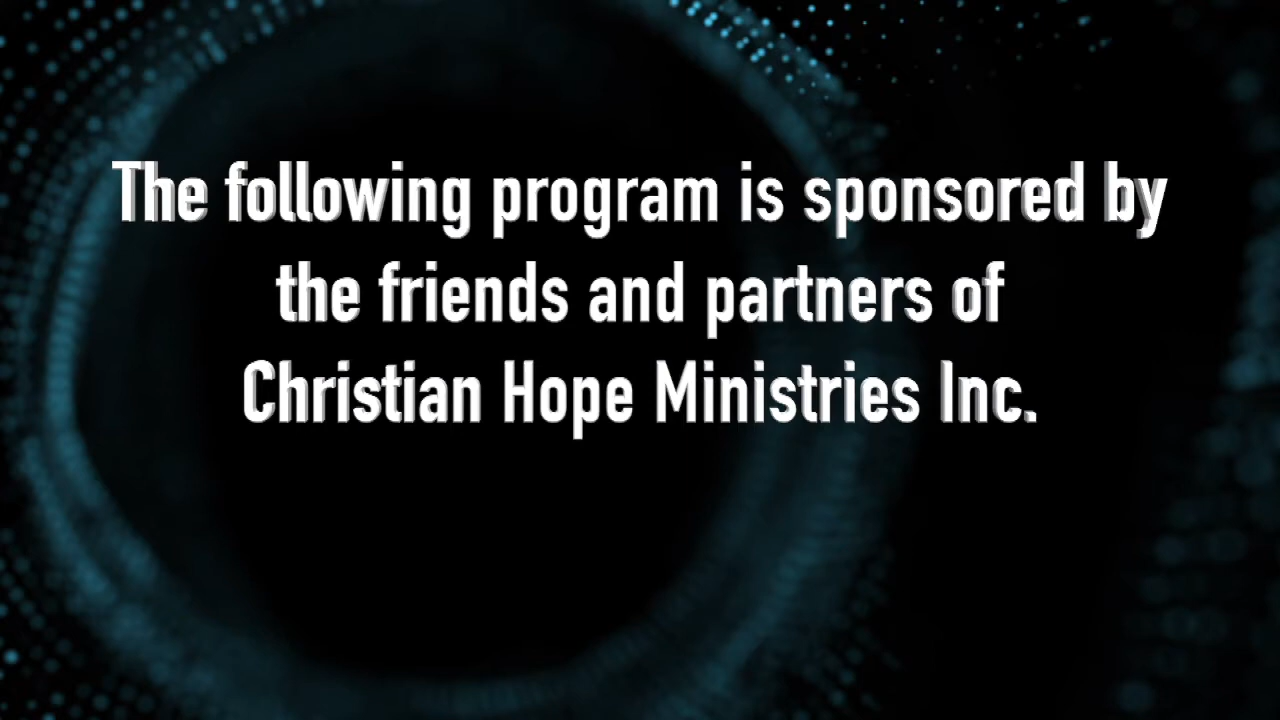 The following program is sponsored by
the friends and partners of
Christian Hope Ministries Inc.